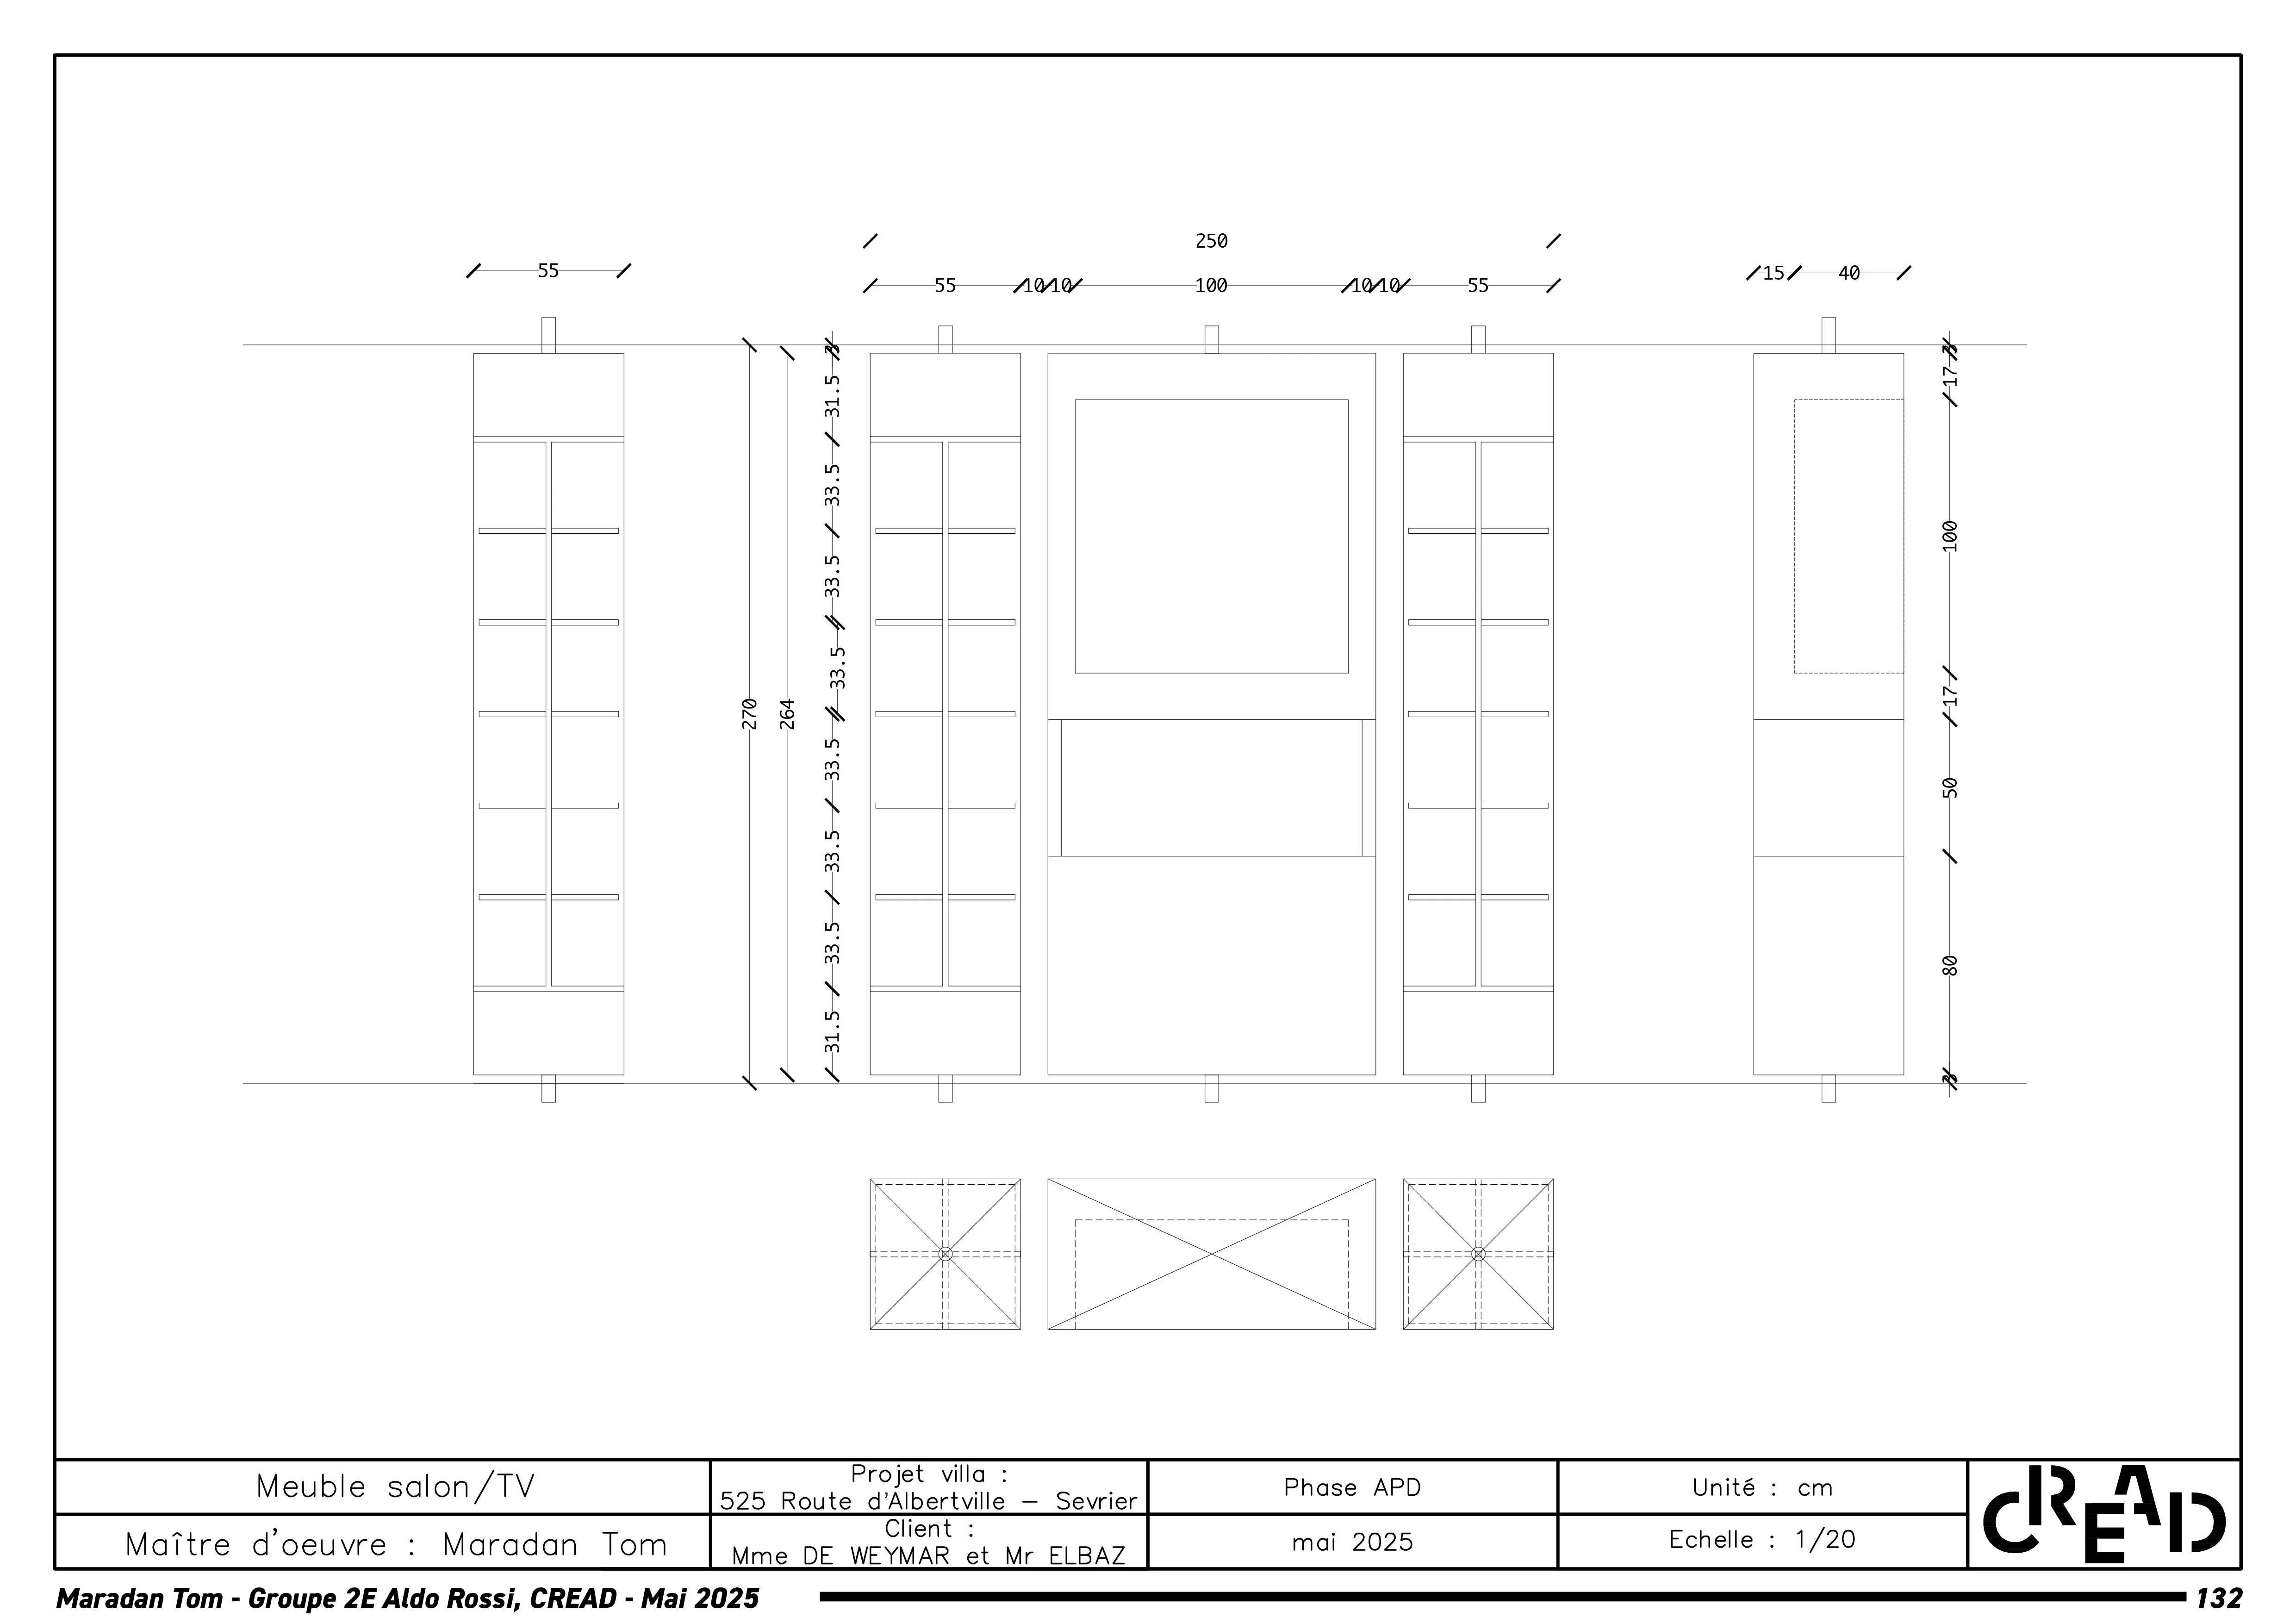 250
55
55
10
10
100
10
10
55
15
40
3
31.5
33.5
33.5
33.5
33.5
33.5
33.5
31.5
270
264
3
17
100
17
50
80
3
Meuble salon/TV
Maître d'oeuvre : Maradan Tom
Projet villa :
525 Route d'Albertville – Sevrier
Client :
Mme DE WEYMAR et Mr ELBAZ
Phase APD
mai 2025
Unité : cm
Echelle : 1/20
CREAD
Maradan Tom - Groupe 2E Aldo Rossi, CREAD - Mai 2025
132